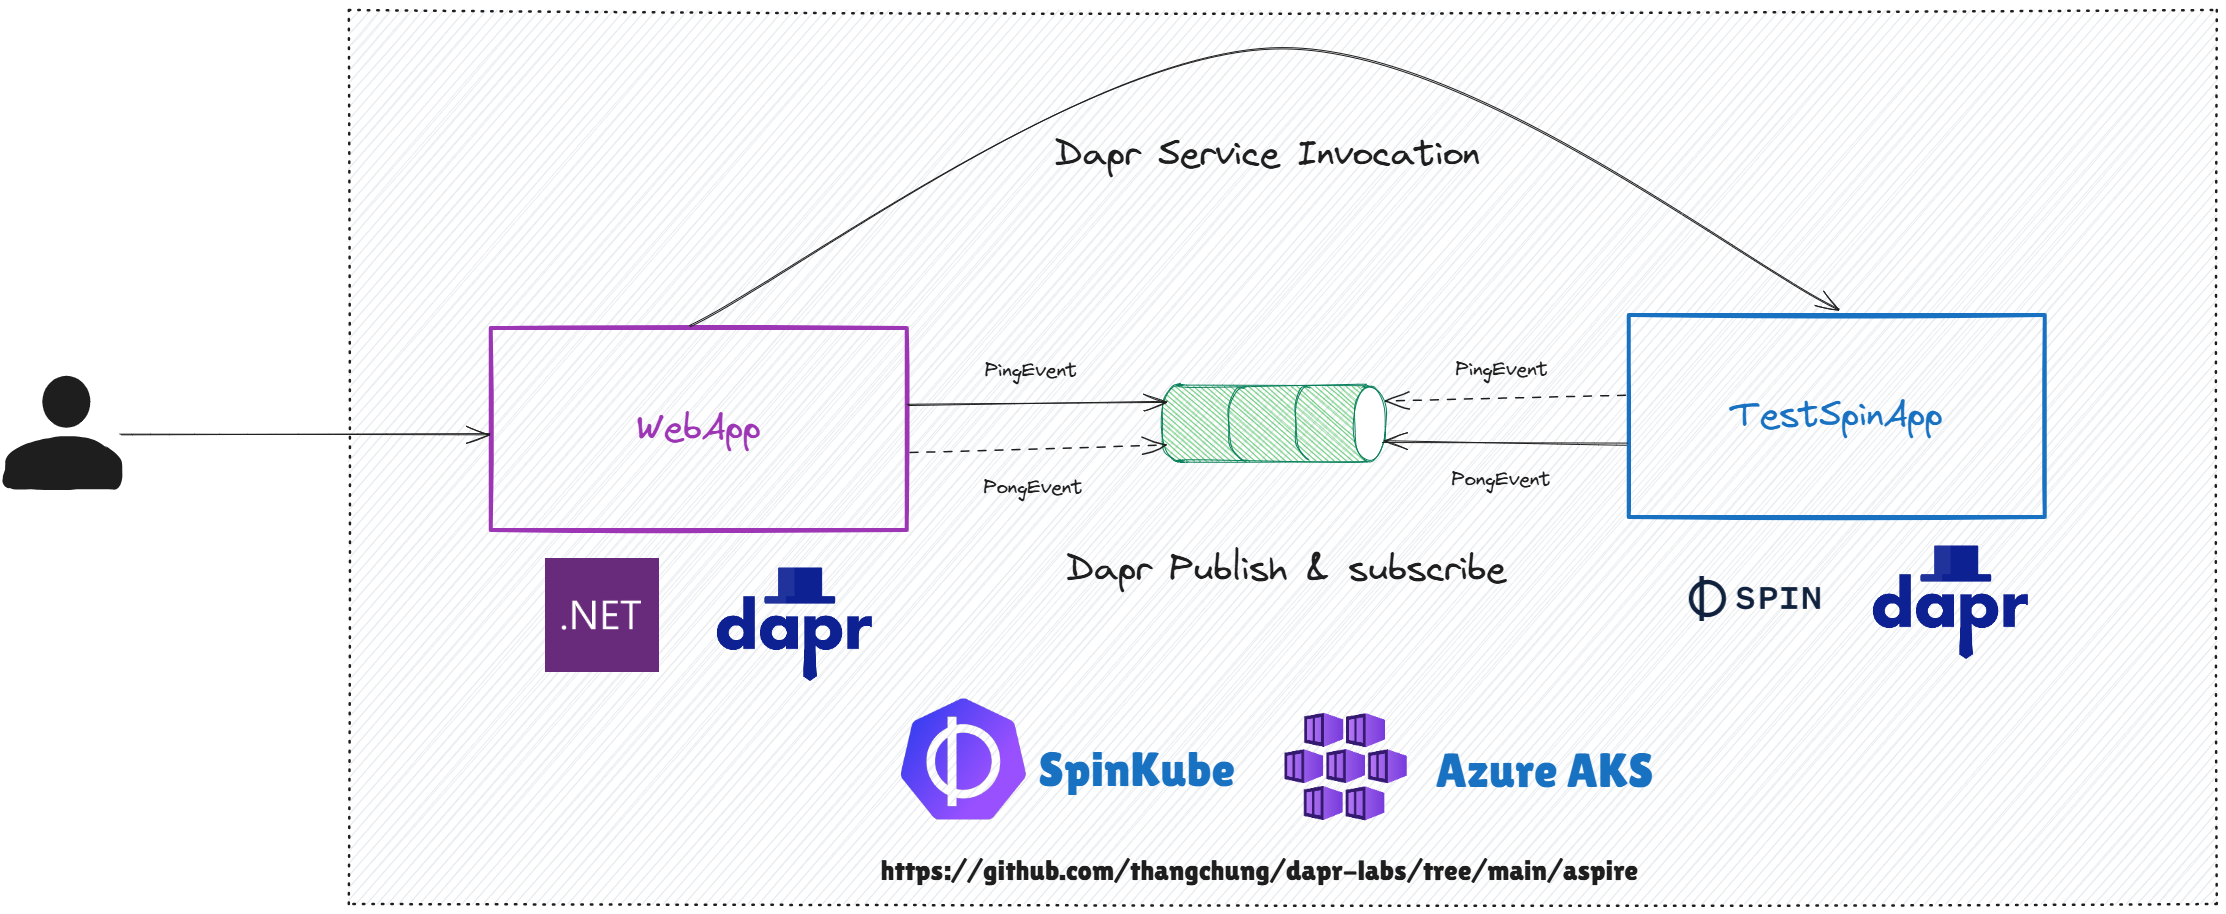 Dapr Service Invocation
PingEvent
PingEvent
WebApp
TestSpinApp
PongEvent
PongEvent
Dapr Publish & subscribe
.NET
dapr
SPIN
dapr
SpinKube
Azure AKS
https://github.com/thangchung/dapr-labs/tree/main/aspire